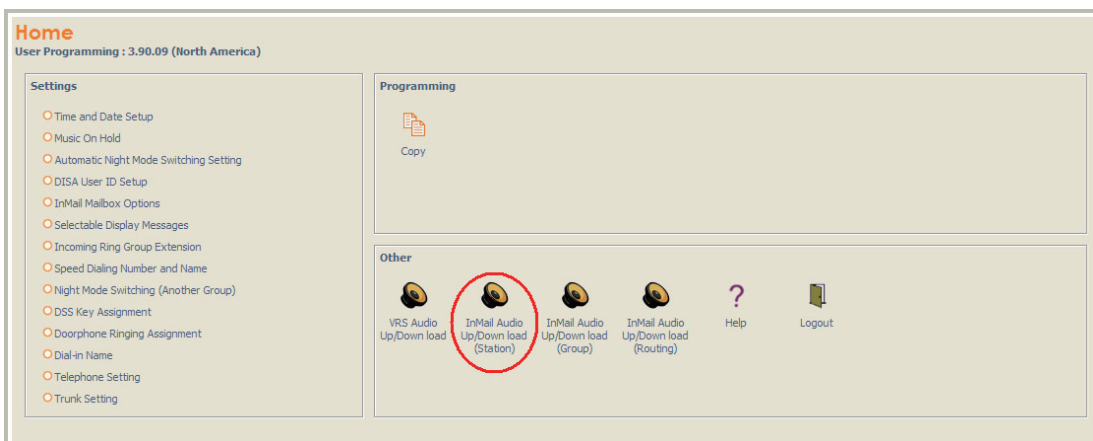 Home
User Programming : 3.90.09 (North America)
Settings
Time and Date Setup
Music On Hold
Automatic Night Mode Switching Setting
DISA User ID Setup
InMail Mailbox Options
Selectable Display Messages
Incoming Ring Group Extension
Speed Dialing Number and Name
Night Mode Switching (Another Group)
DSS Key Assignment
Doorphone Ringing Assignment
Dial-in Name
Telephone Setting
Trunk Setting
Programming
Copy
Other
VRS Audio
Up/Down load
InMail Audio
Up/Down load
(Station)
InMail Audio
Up/Down load
(Group)
InMail Audio
Up/Down load
(Routing)
Help
Logout